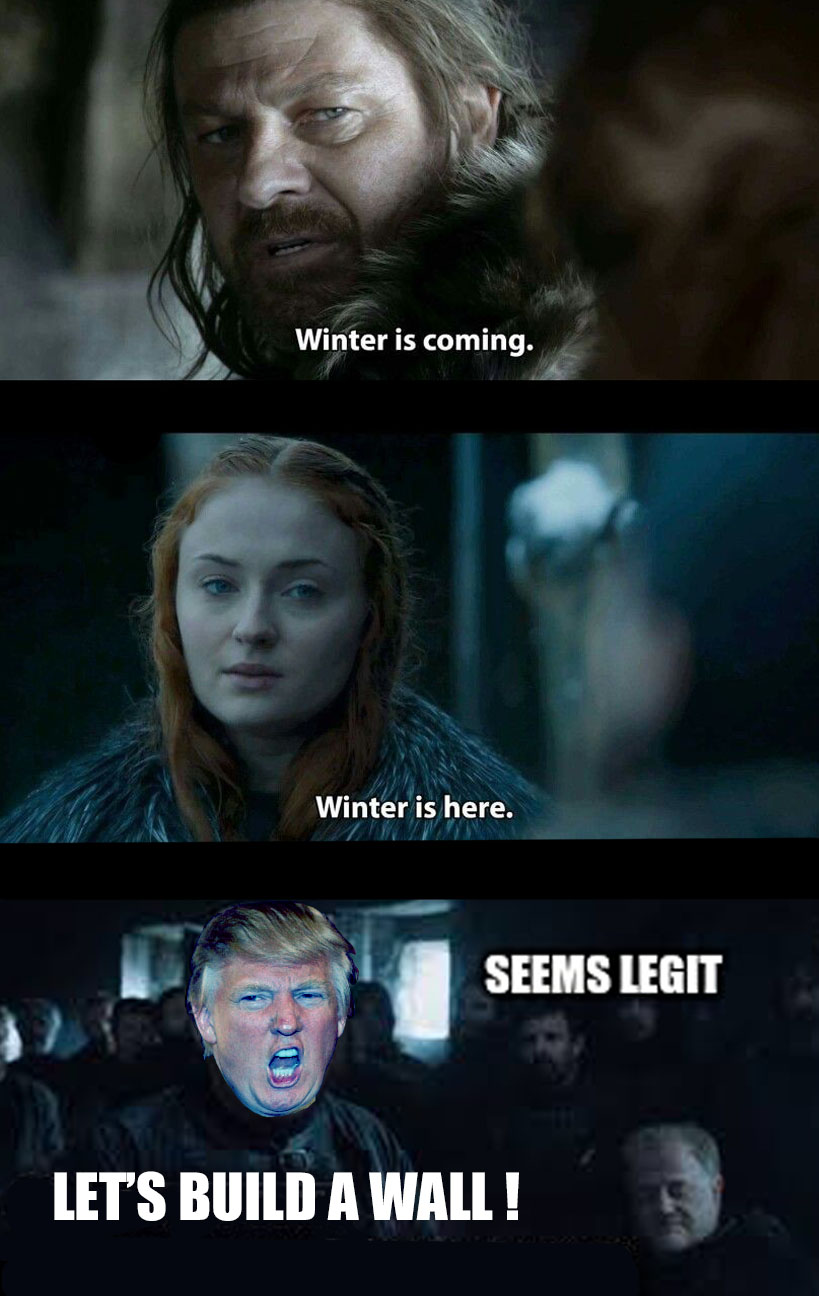 Winter is coming.
Winter is here.
SEEMS LEGIT
LET'S BUILD A WALL !